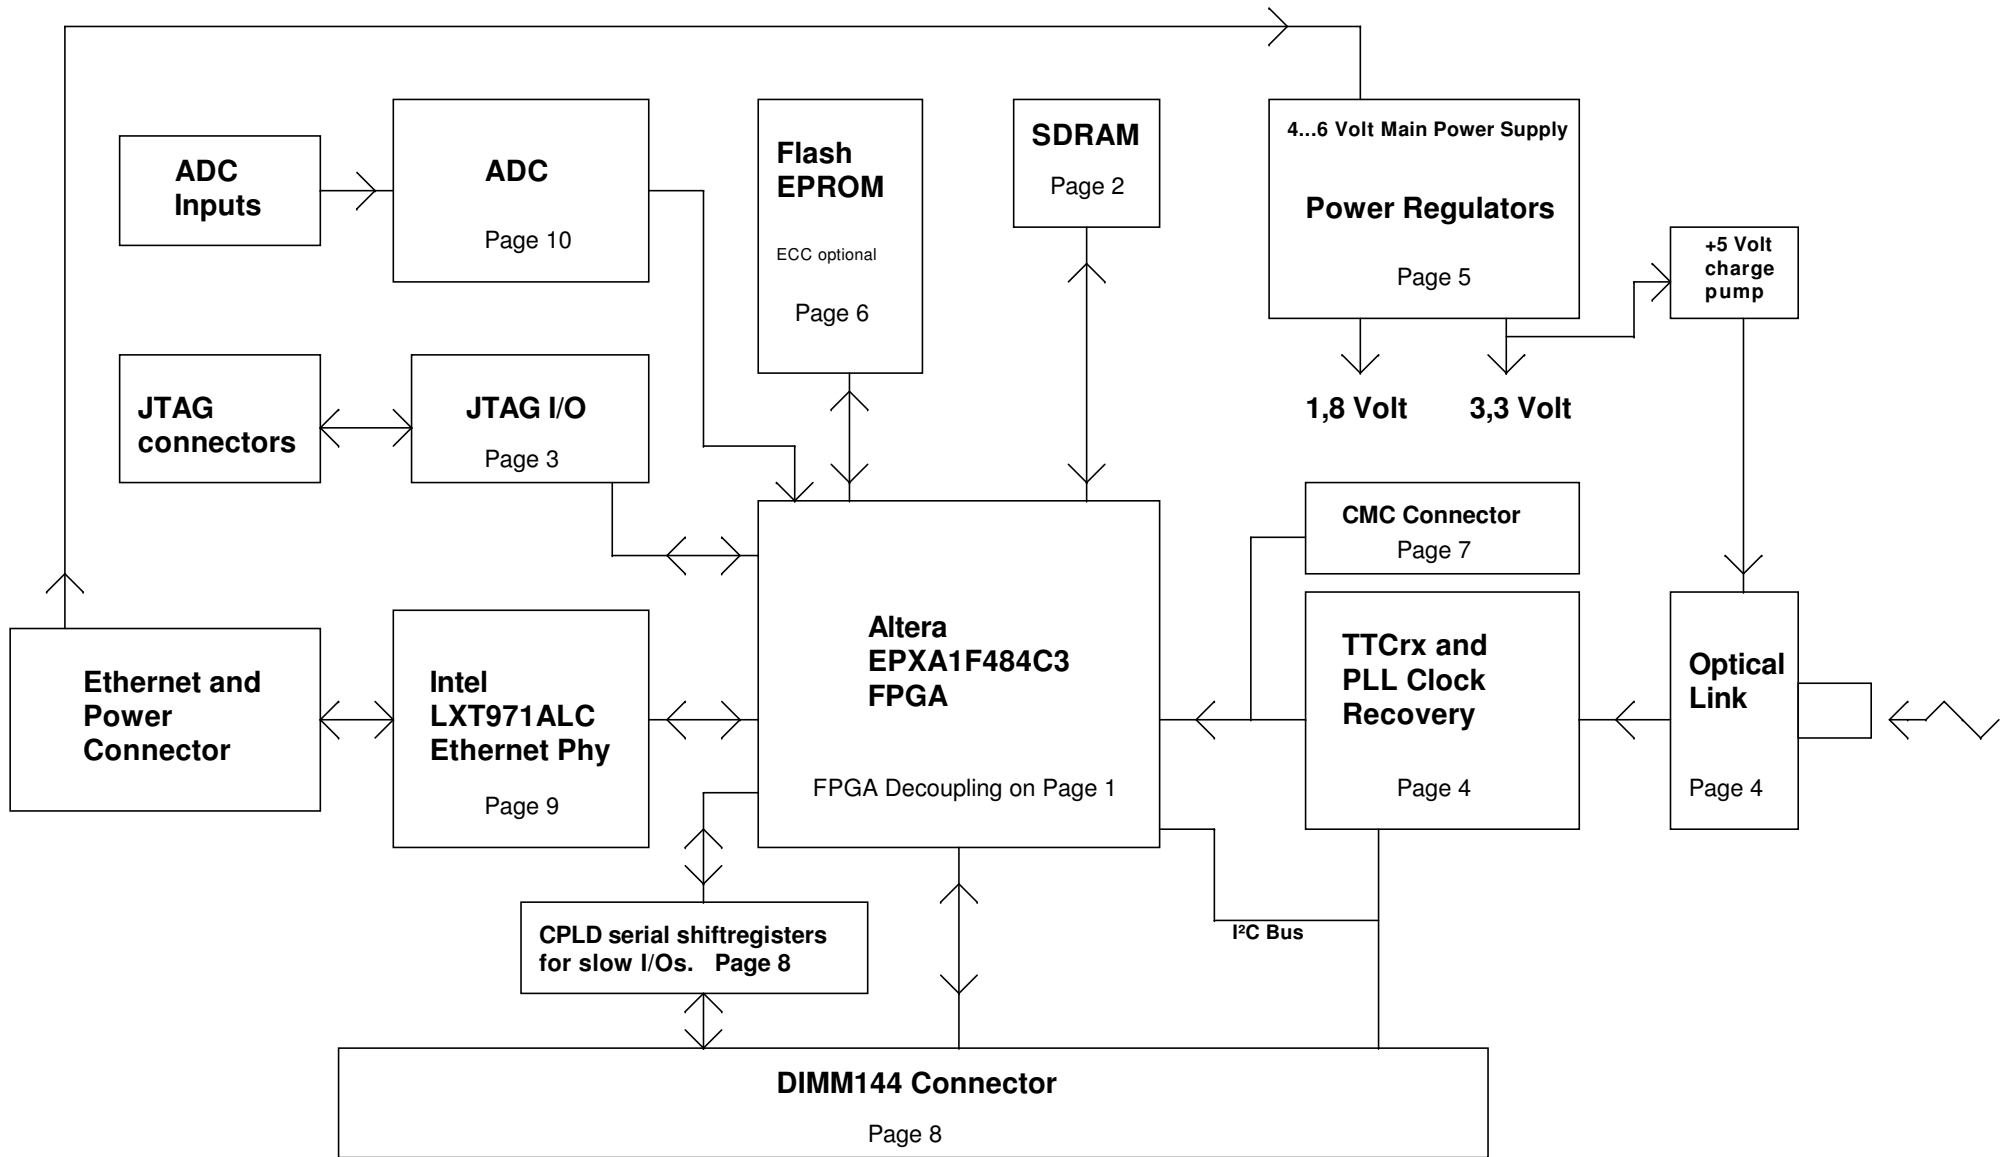 ADC
Inputs
ADC
Page 10
Flash
EPROM
ECC optional
Page 6
SDRAM
Page 2
4...6 Volt Main Power Supply
Power Regulators
Page 5
+5 Volt
charge
pump
1,8 Volt
3,3 Volt
JTAG
connectors
JTAG I/O
Page 3
CMC Connector
Page 7
Ethernet and
Power
Connector
Intel
LXT971ALC
Ethernet Phy
Page 9
Altera
EPXA1F484C3
FPGA
FPGA Decoupling on Page 1
TTCrx and
PLL Clock
Recovery
Page 4
Optical
Link
Page 4
CPLD serial shiftregisters
for slow I/Os. Page 8
I²C Bus
DIMM144 Connector
Page 8